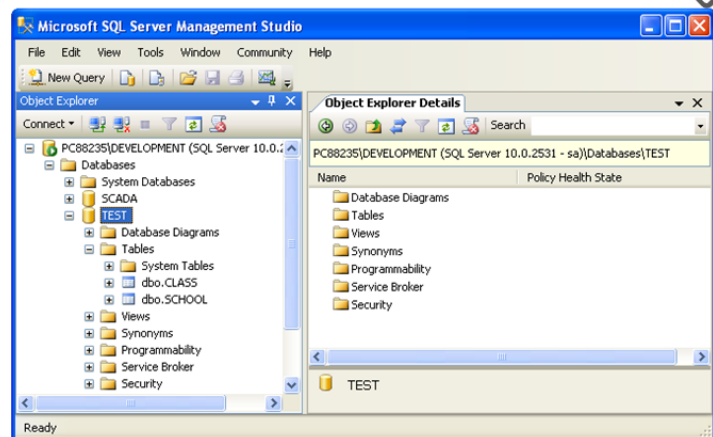 Microsoft SQL Server Management Studio
File Edit View Tools Window Community Help
New Query
Object Explorer
Connect
PC88235\DEVELOPMENT (SQL Server 10.0.2
Databases
System Databases
SCADA
TEST
Database Diagrams
Tables
System Tables
dbo.CLASS
dbo.SCHOOL
Views
Synonyms
Programmability
Service Broker
Security
Object Explorer Details
Search
PC88235\DEVELOPMENT (SQL Server 10.0.2531 - sa)\Databases\TEST
Name Policy Health State
Database Diagrams
Tables
Views
Synonyms
Programmability
Service Broker
Security
TEST
Ready